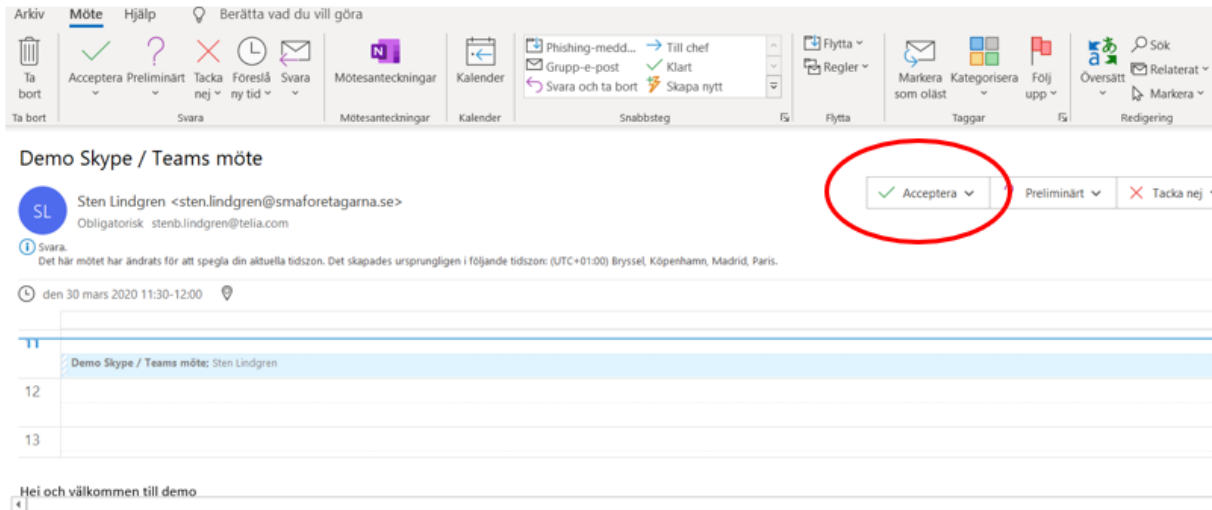 Arkiv Möte Hjälp Berätta vad du vill göra
Ta bort
Acceptera Preliminärt Tacka nej Föreslå ny tid Svara
Mötesanteckningar
Kalender
Phishing-medd... Till chef
Grupp-e-post Klart
Svara och ta bort Skapa nytt
Flytta
Regler
Markera som oläst Kategorisera Följ upp
Översätt
Sök
Relaterat
Markera
Ta bort Svara Mötesanteckningar Kalender Snabbsteg Flytta Taggar Redigering
Demo Skype / Teams möte
SL
Sten Lindgren <sten.lindgren@smaforetagarna.se>
Obligatorisk stenb.lindgren@telia.com
Acceptera Preliminärt Tacka nej
Svara.
Det här mötet har ändrats för att spegla din aktuella tidszon. Det skapades ursprungligen i följande tidszon: (UTC+01:00) Bryssel, Köpenhamn, Madrid, Paris.
den 30 mars 2020 11:30-12:00
11
Demo Skype / Teams möte; Sten Lindgren
12
13
Hej och välkommen till demo